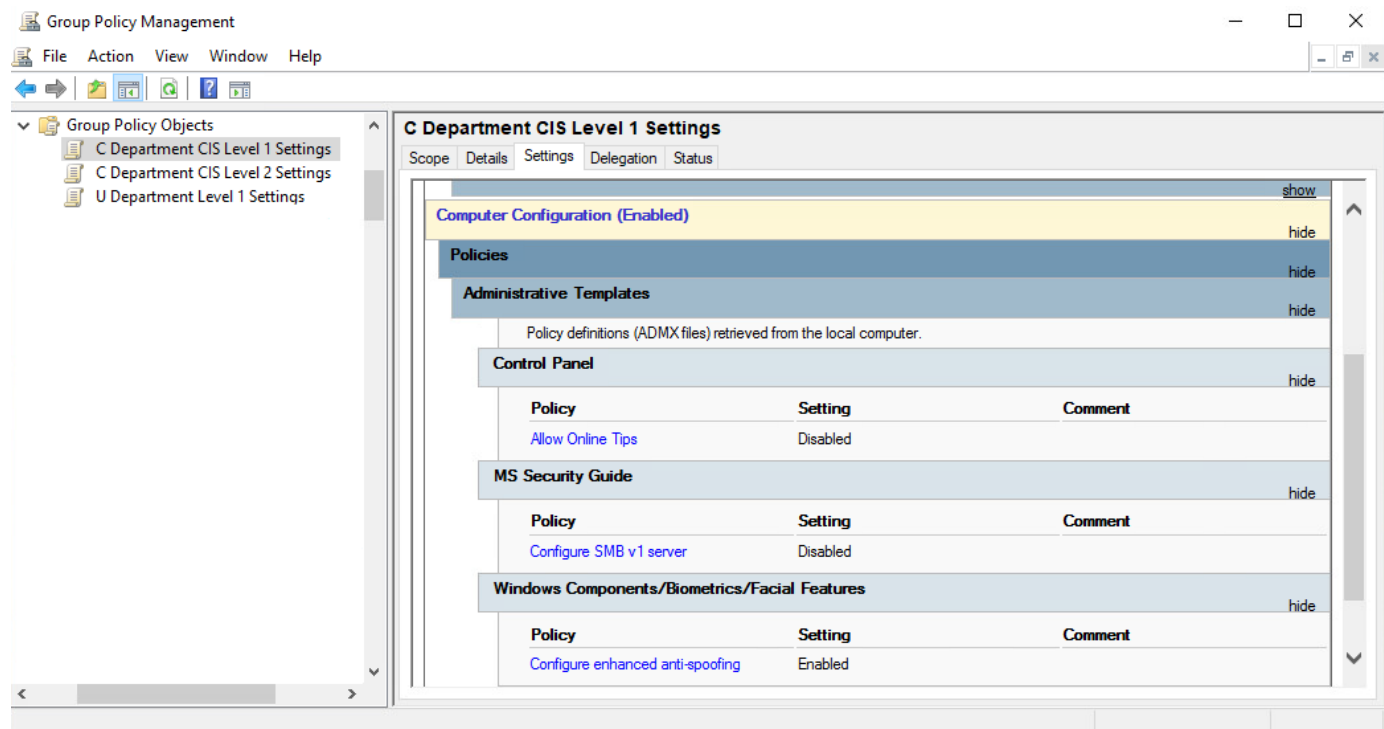 Group Policy Management
File Action View Window Help
Group Policy Objects
C Department CIS Level 1 Settings
C Department CIS Level 2 Settings
U Department Level 1 Settings
C Department CIS Level 1 Settings
Scope Details Settings Delegation Status
show
Computer Configuration (Enabled)
hide
Policies
hide
Administrative Templates
hide
Policy definitions (ADMX files) retrieved from the local computer.
Control Panel
hide
Policy Setting Comment
Allow Online Tips Disabled
MS Security Guide
hide
Policy Setting Comment
Configure SMB v1 server Disabled
Windows Components/Biometrics/Facial Features
hide
Policy Setting Comment
Configure enhanced anti-spoofing Enabled